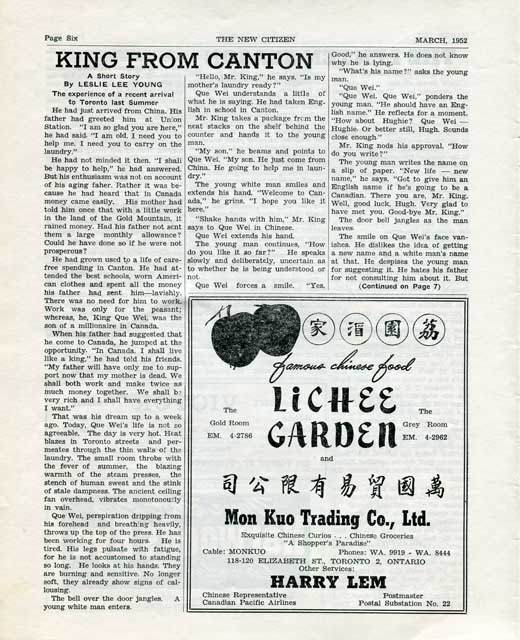 Page Six
THE NEW CITIZEN
MARCH, 1952
KING FROM CANTON
A Short Story
By LESLIE LEE YOUNG
The experience of a recent arrival
to Toronto last Summer
He had just arrived from China. His
father had greeted him at Union
Station. "I am so glad you are here,"
he had said. "I am old. I need you to
help me. I need you to carry on the
laundry."
He had not minded it then. "I shall
be happy to help," he had answered.
But his enthusiasm was not on account
of his aging father. Rather it was be-
cause he had heard that in Canada
money came easily. His mother had
told him once that with a little work
in the land of the Gold Mountain, it
rained money. Had his father not sent
them a large monthly allowance?
Could he have done so if he were not
prosperous?
He had grown used to a life of care-
free spending in Canton. He had at-
tended the best schools, worn Ameri-
can clothes and spent all the money
his father had sent him—lavishly.
There was no need for him to work.
Work was only for the peasant;
whereas, he, King Que Wei, was the
son of a millionaire in Canada.
When his father had suggested that
he come to Canada, he jumped at the
opportunity. "In Canada, I shall live
like a king," he had told his friends.
"My father will have only me to sup-
port now that my mother is dead. We
shall both work and make twice as
much money together. We shall be
very rich and I shall have everything
I want."
That was his dream up to a week
ago. Today, Que Wei's life is not so
agreeable. The day is very hot. Heat
blazes in Toronto streets and per-
meates through the thin walls of the
laundry. The small room throbs with
the fever of summer, the blazing
warmth of the steam presses, the
stench of human sweat and the stink
of stale dampness. The ancient ceiling
fan overhead, vibrates monotonously
in vain.
Que Wei, perspiration dripping from
his forehead and breathing heavily,
throws up the top of the press. He has
been working for four hours. He is
tired. His legs pulsate with fatigue,
for he is not accustomed to standing
so long. He looks at his hands. They
are burning and sensitive. No longer
soft, they already show signs of cal-
lousing.
The bell over the door jangles. A
young white man enters.
"Hello, Mr. King," he says. "Is my
mother's laundry ready?"
Que Wei understands a little of
what he is saying. He had taken Eng-
lish in school in Canton.
Mr. King takes a package from the
neat stacks on the shelf behind the
counter and hands it to the young
man.
"My son," he beams and points to
Que Wei. "My son. He just come from
China. He going to help me in laun-
dry."
The young white man smiles and
extends his hand. "Welcome to Can-
ada," he grins. "I hope you like it
here."
"Shake hands with him," Mr. King
says to Que Wei in Chinese.
Que Wei extends his hand.
The young man continues, "How
do you like it so far?" He speaks
slowly and deliberately, uncertain as
to whether he is being understood or
not.
Que Wei forces a smile. "Yes,
Good," he answers. He does not know
why he is lying.
"What's his name?" asks the young
man.
"Que Wei."
"Que Wei. Que Wei," ponders the
young man. "He should have an Eng-
lish name." He reflects for a moment.
"How about Hughie? Que Wei —
Hughie. Or better still, Hugh. Sounds
close enough"
Mr. King nods his approval. "How
do you write?"
The young man writes the name on
a slip of paper. "New life — new
name," he says, "Got to give him an
English name if he's going to be a
Canadian. There you are, Mr. King.
Well, good luck, Hugh. Very glad to
have met you. Good-bye Mr. King."
The door bell jangles as the man
leaves
The smile on Que Wei's face van-
ishes. He dislikes the idea of getting
a new name and a white man's name
at that. He despises the young man
for suggesting it. He hates his father
for not consulting him about it. But
(Continued on Page 7)
荔園酒家
famous chinese food
LiCHEE
GARDEN
The
Gold Room
EM. 4-2786
The
Grey Room
EM. 4-2962
and
萬國貿易有限公司
Mon Kuo Trading Co., Ltd.
Exquisite Chinese Curios . . . Chinese Groceries
"A Shopper's Paradise"
Cable: MONKUO
Phones: WA. 9919 - WA. 8444
118-120 ELIZABETH ST., TORONTO 2, ONTARIO
Other Services:
HARRY LEM
Chinese Representative
Canadian Pacific Airlines
Postmaster
Postal Substation No. 22